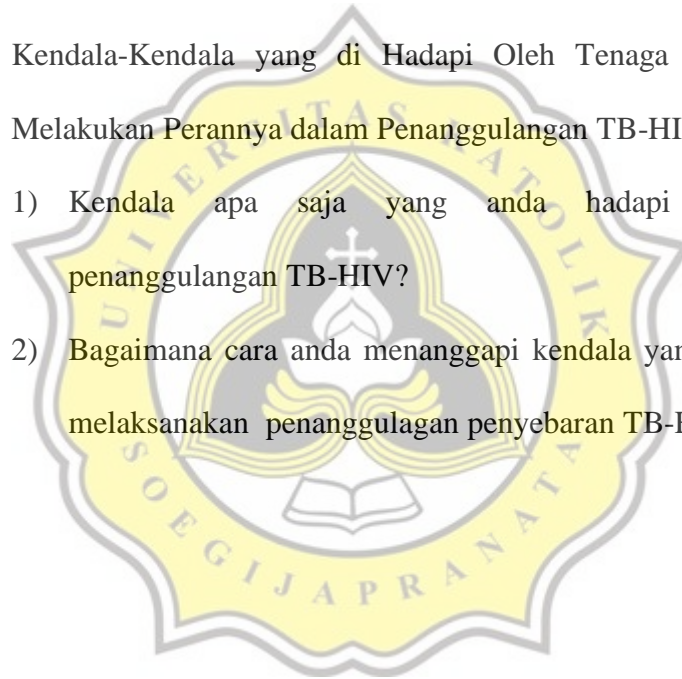 Kendala-Kendala yang di Hadapi Oleh Tenaga
Melakukan Perannya dalam Penanggulangan TB-HI
1) Kendala apa saja yang anda hadapi
penanggulangan TB-HIV?
2) Bagaimana cara anda menanggapi kendala yan
melaksanakan penanggulagan penyebaran TB-H
UNIVERSITAS KATOLIK
SOEGIJAPRANATA